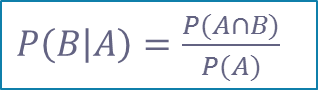 P(B|A) = P(A∩B) / P(A)